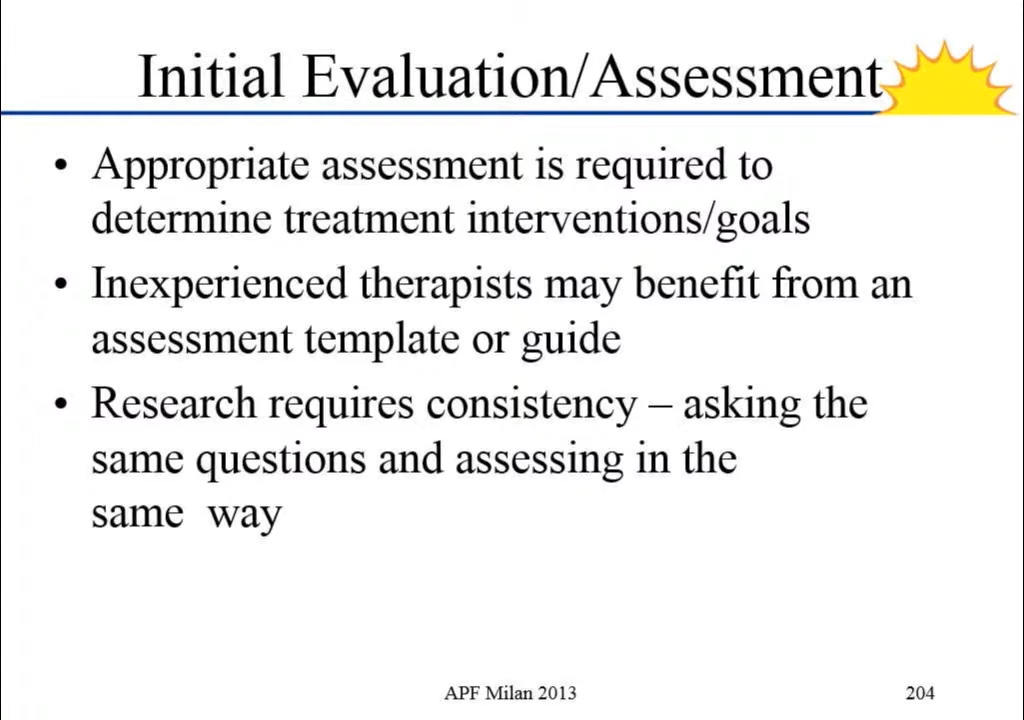 Initial Evaluation/Assessment
• Appropriate assessment is required to
determine treatment interventions/goals
• Inexperienced therapists may benefit from an
assessment template or guide
• Research requires consistency – asking the
same questions and assessing in the
same  way
APF Milan 2013
204